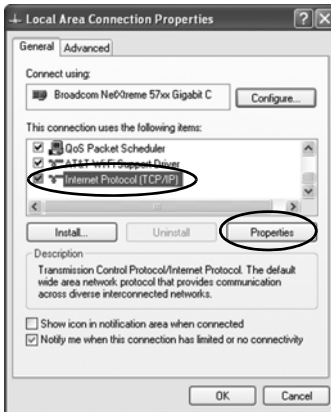 Local Area Connection Properties
General Advanced
Connect using:
Broadcom NetXtreme 57xx Gigabit C
Configure...
This connection uses the following items:
QoS Packet Scheduler
AT&T WiFi Support Driver
Internet Protocol (TCP/IP)
Install... Uninstall Properties
Description
Transmission Control Protocol/Internet Protocol. The default
wide area network protocol that provides communication
across diverse interconnected networks.
Show icon in notification area when connected
Notify me when this connection has limited or no connectivity
OK Cancel